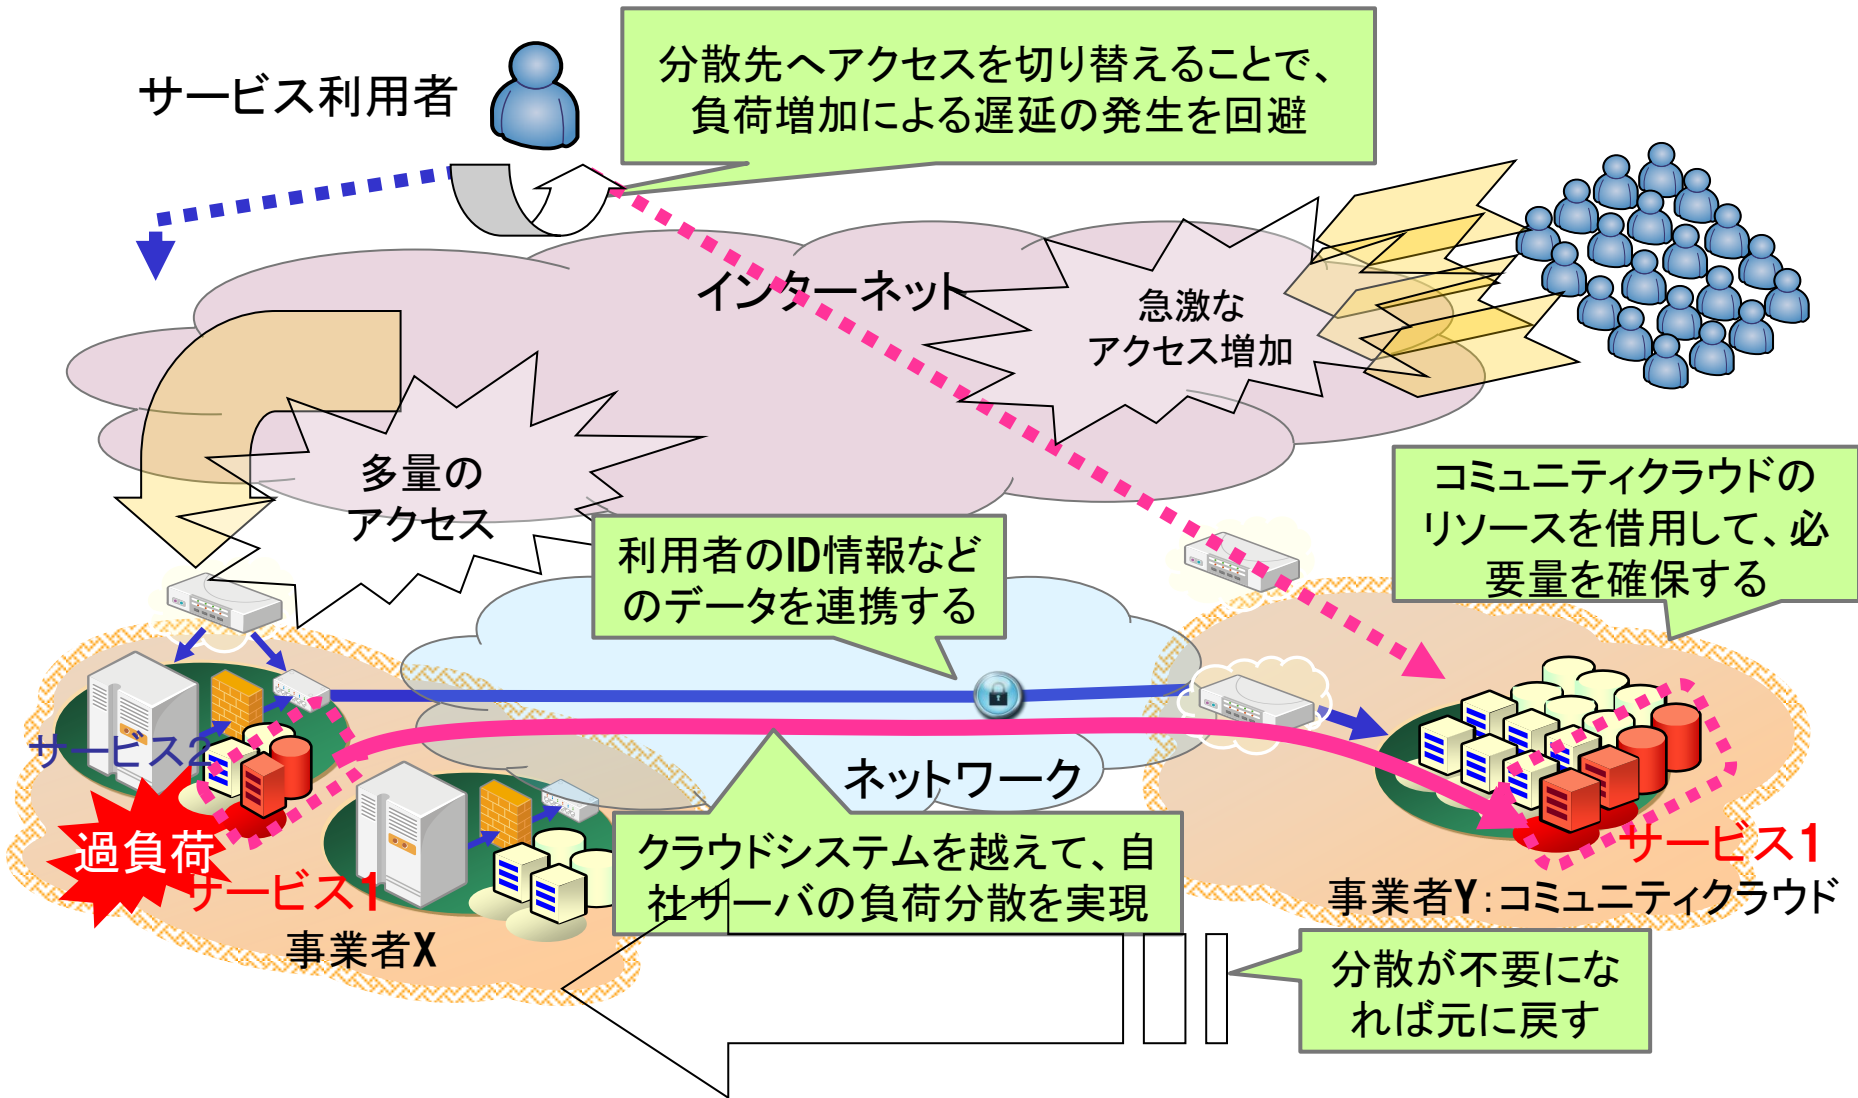 サービス利用者
分散先へアクセスを切り替えることで、
負荷増加による遅延の発生を回避
インターネット
急激な
アクセス増加
多量の
アクセス
コミュニティクラウドの
リソースを借用して、必
要量を確保する
利用者のID情報など
のデータを連携する
サービス2
ネットワーク
過負荷
サービス1
事業者X
クラウドシステムを越えて、自
社サーバの負荷分散を実現
サービス1
事業者Y:コミュニティクラウド
分散が不要にな
れば元に戻す